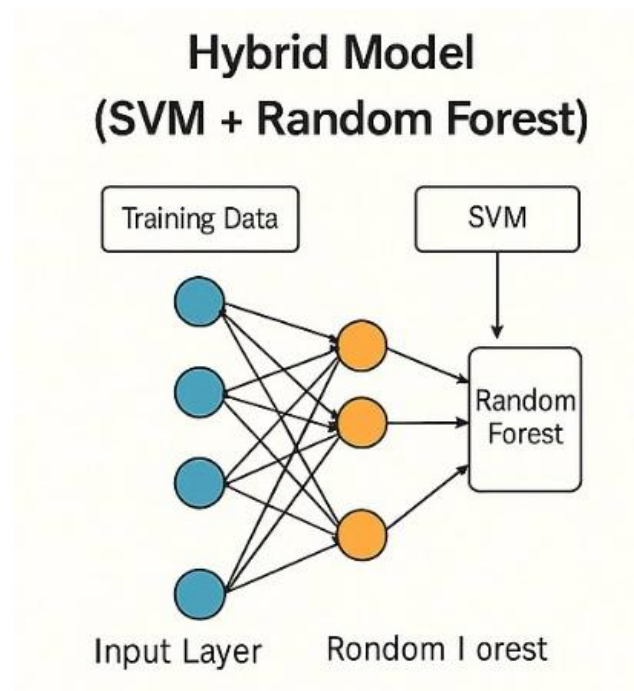 Hybrid Model
(SVM + Random Forest)
Training Data
SVM
Random
Forest
Input Layer
Rondom I orest